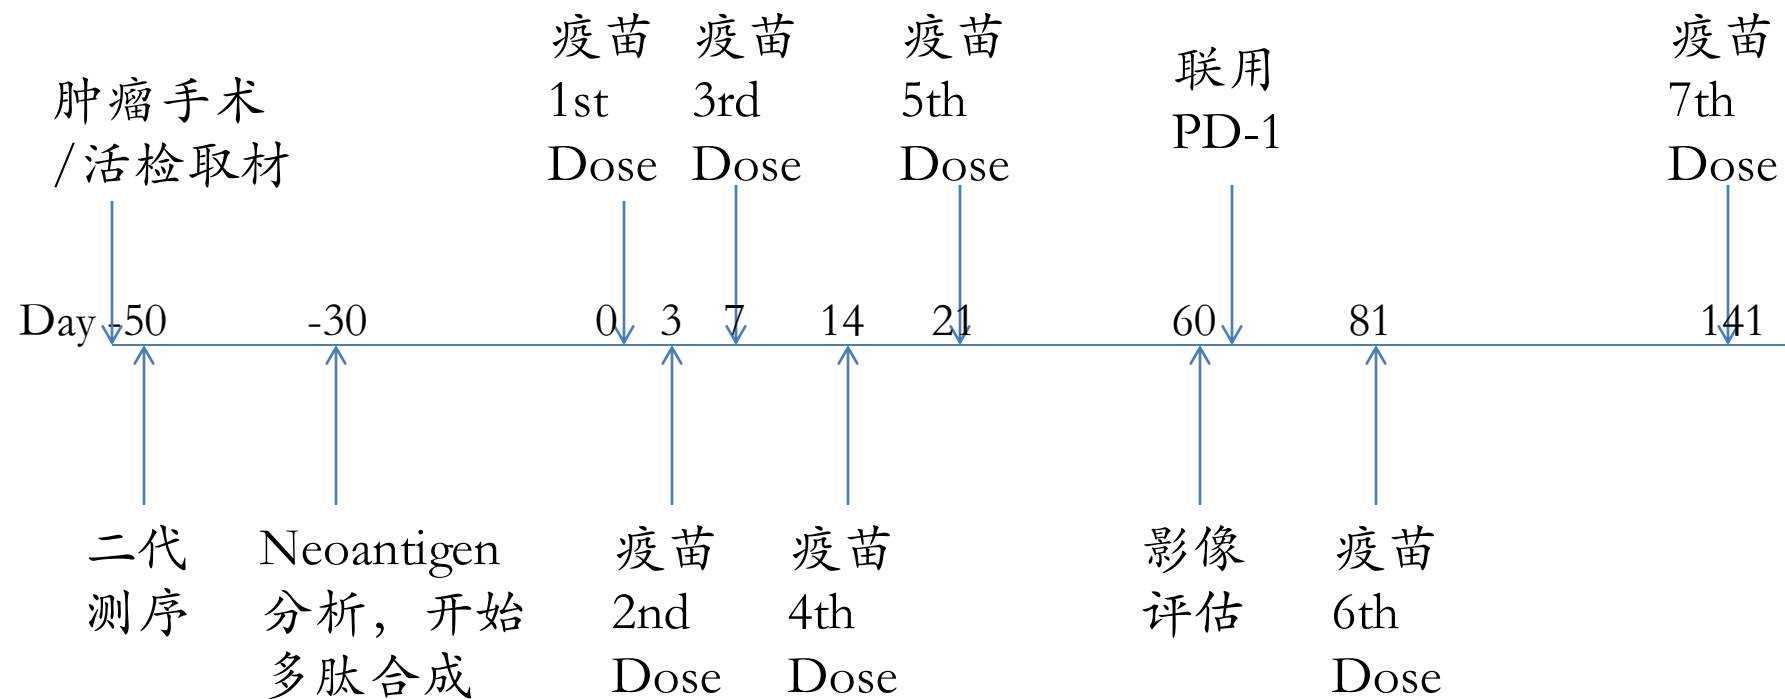 疫苗
1st
Dose
疫苗
3rd
Dose
疫苗
5th
Dose
联用
PD-1
疫苗
7th
Dose
肿瘤手术
/活检取材
Day -50 -30 0 3 7 14 21 60 81 141
二代
测序
Neoantigen
分析，开始
多肽合成
疫苗
2nd
Dose
疫苗
4th
Dose
影像
评估
疫苗
6th
Dose